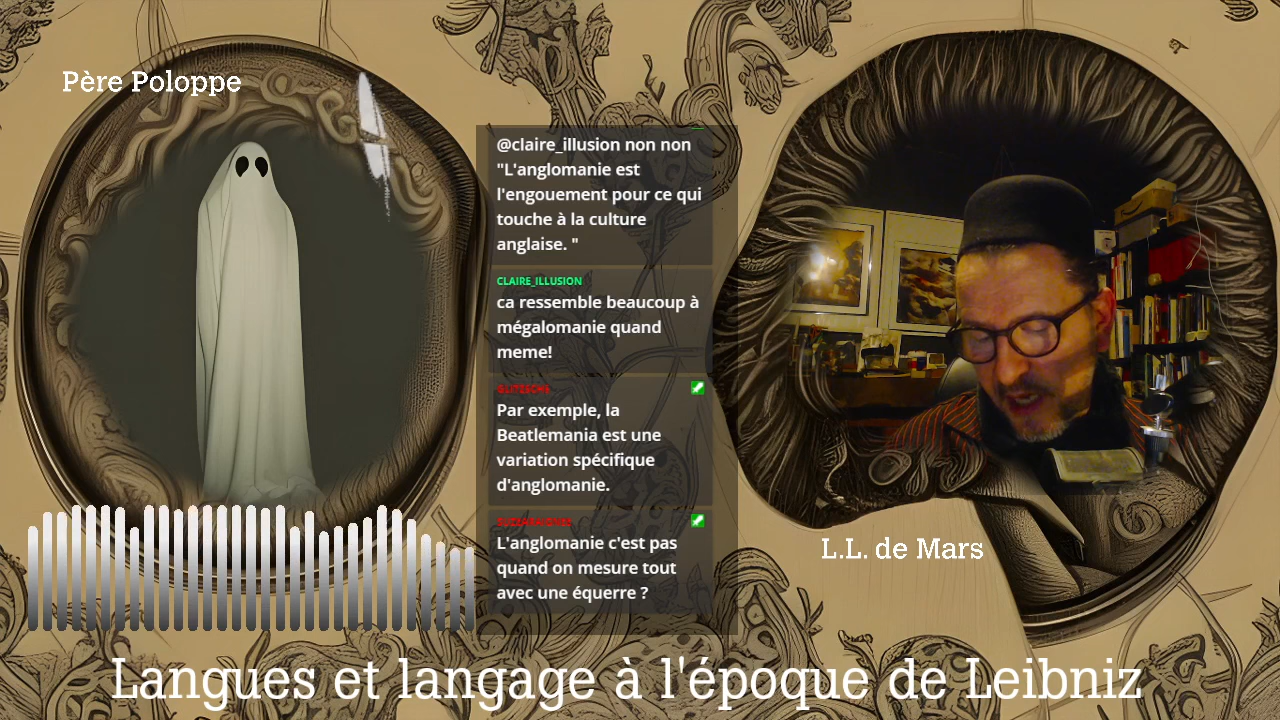 Père Poloppe
@claire_illusion non non
"L'anglomanie est
l'engouement pour ce qui
touche à la culture
anglaise. "
CLAIRE_ILLUSION
ca ressemble beaucoup à
mégalomanie quand
meme!
Par exemple, la
Beatlemania est une
variation spécifique
d'anglomanie.
L'anglomanie c'est pas
quand on mesure tout
avec une équerre ?
L.L. de Mars
Langues et langage à l'époque de Leibniz